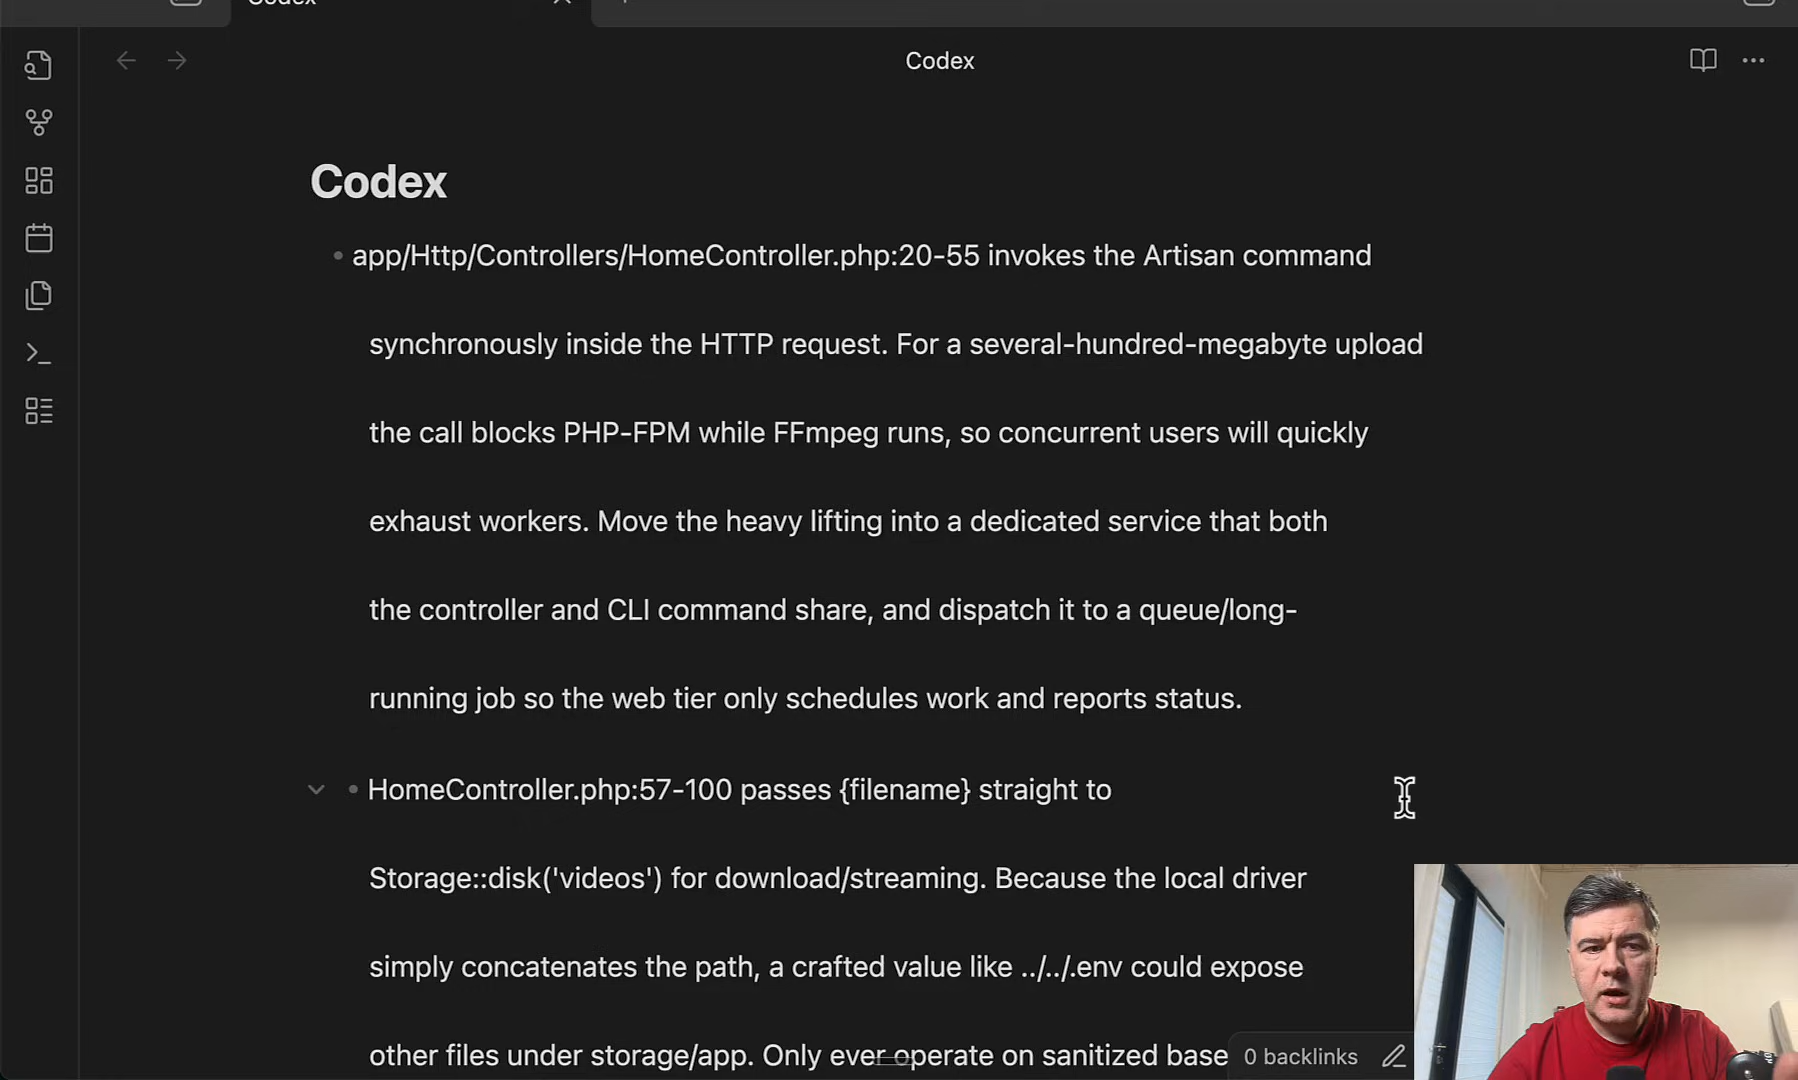 Codex
Codex
Codex
app/Http/Controllers/HomeController.php:20-55 invokes the Artisan command
synchronously inside the HTTP request. For a several-hundred-megabyte upload
the call blocks PHP-FPM while FFmpeg runs, so concurrent users will quickly
exhaust workers. Move the heavy lifting into a dedicated service that both
the controller and CLI command share, and dispatch it to a queue/long-
running job so the web tier only schedules work and reports status.
HomeController.php:57-100 passes {filename} straight to
Storage::disk('videos') for download/streaming. Because the local driver
simply concatenates the path, a crafted value like ../../.env could expose
other files under storage/app. Only ever operate on sanitized base
0 backlinks